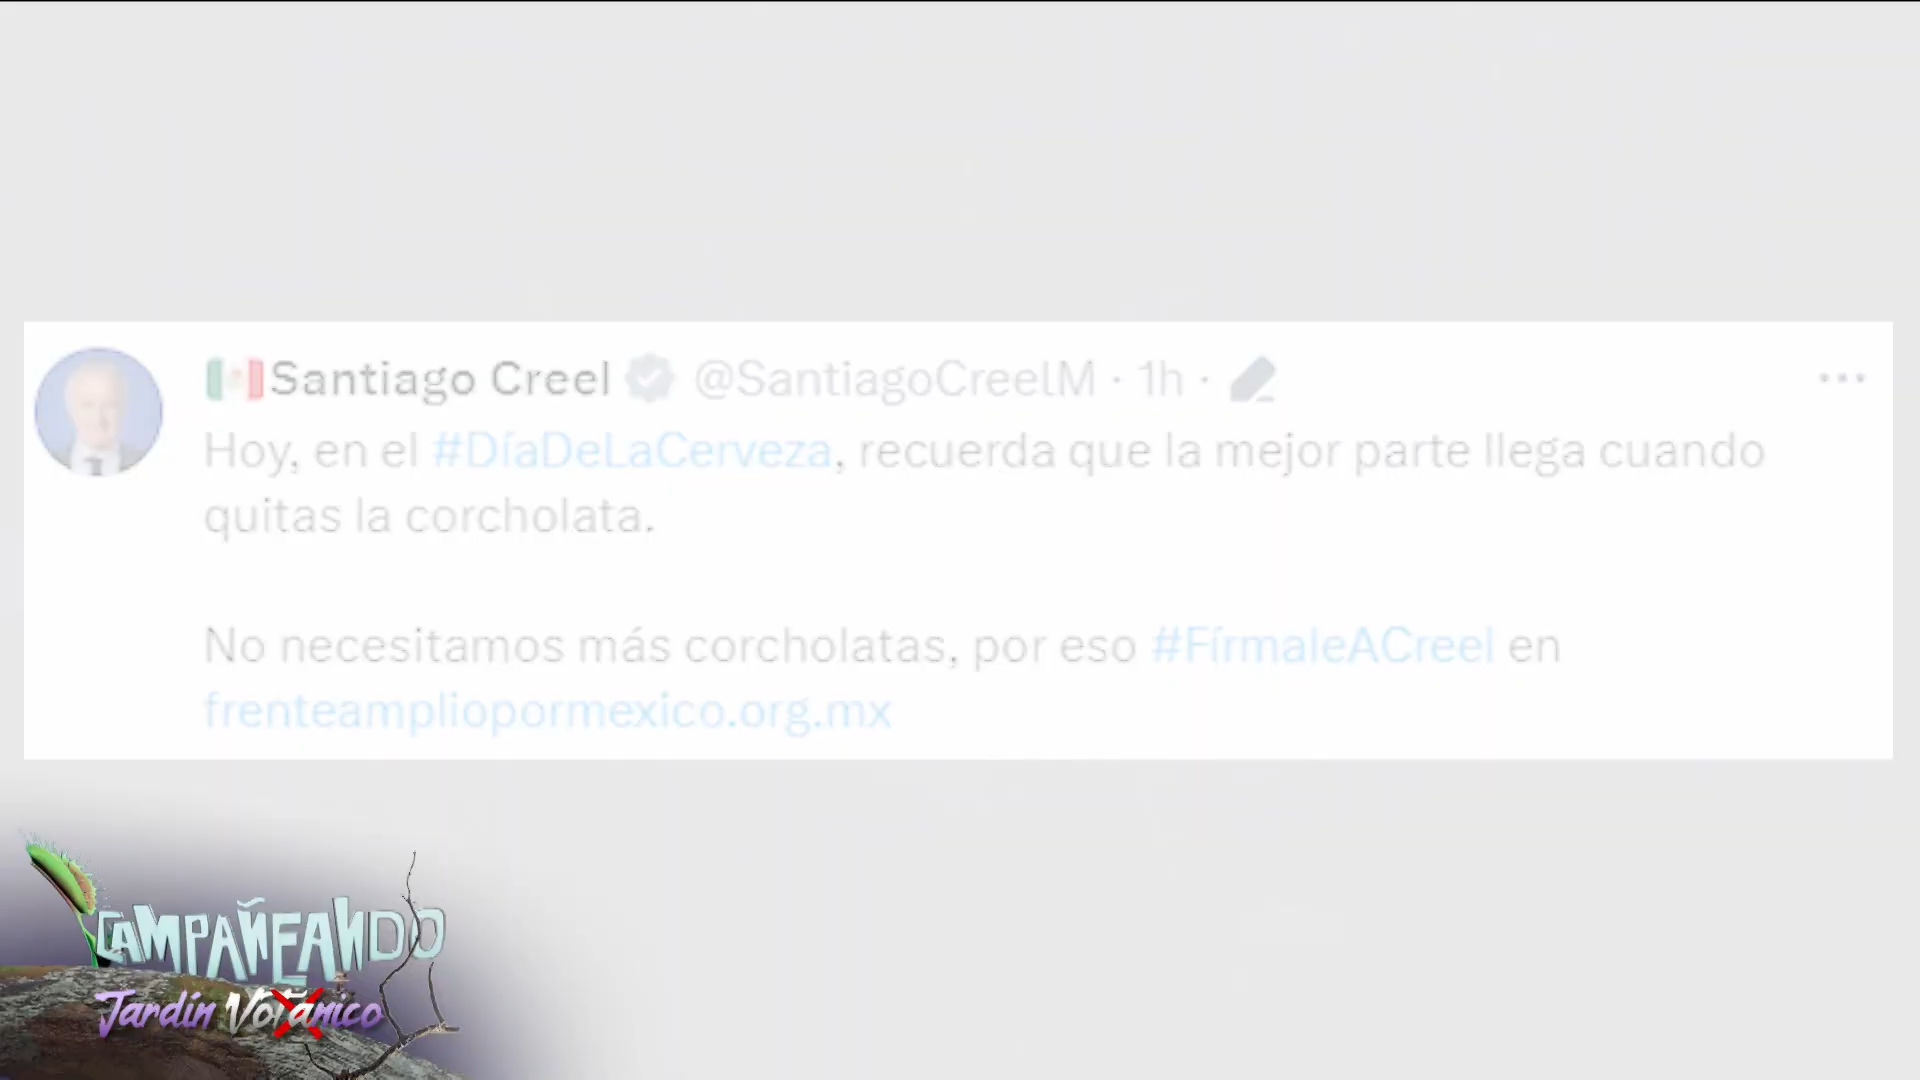 🇲🇽Santiago Creel @SantiagoCreelM · 1h ·
Hoy, en el #DíaDeLaCerveza, recuerda que la mejor parte llega cuando
quitas la corcholata.
No necesitamos más corcholatas, por eso #FírmaleACreel en
frenteampliopormexico.org.mx
CAMPAÑEANDO
Jardín Votánico